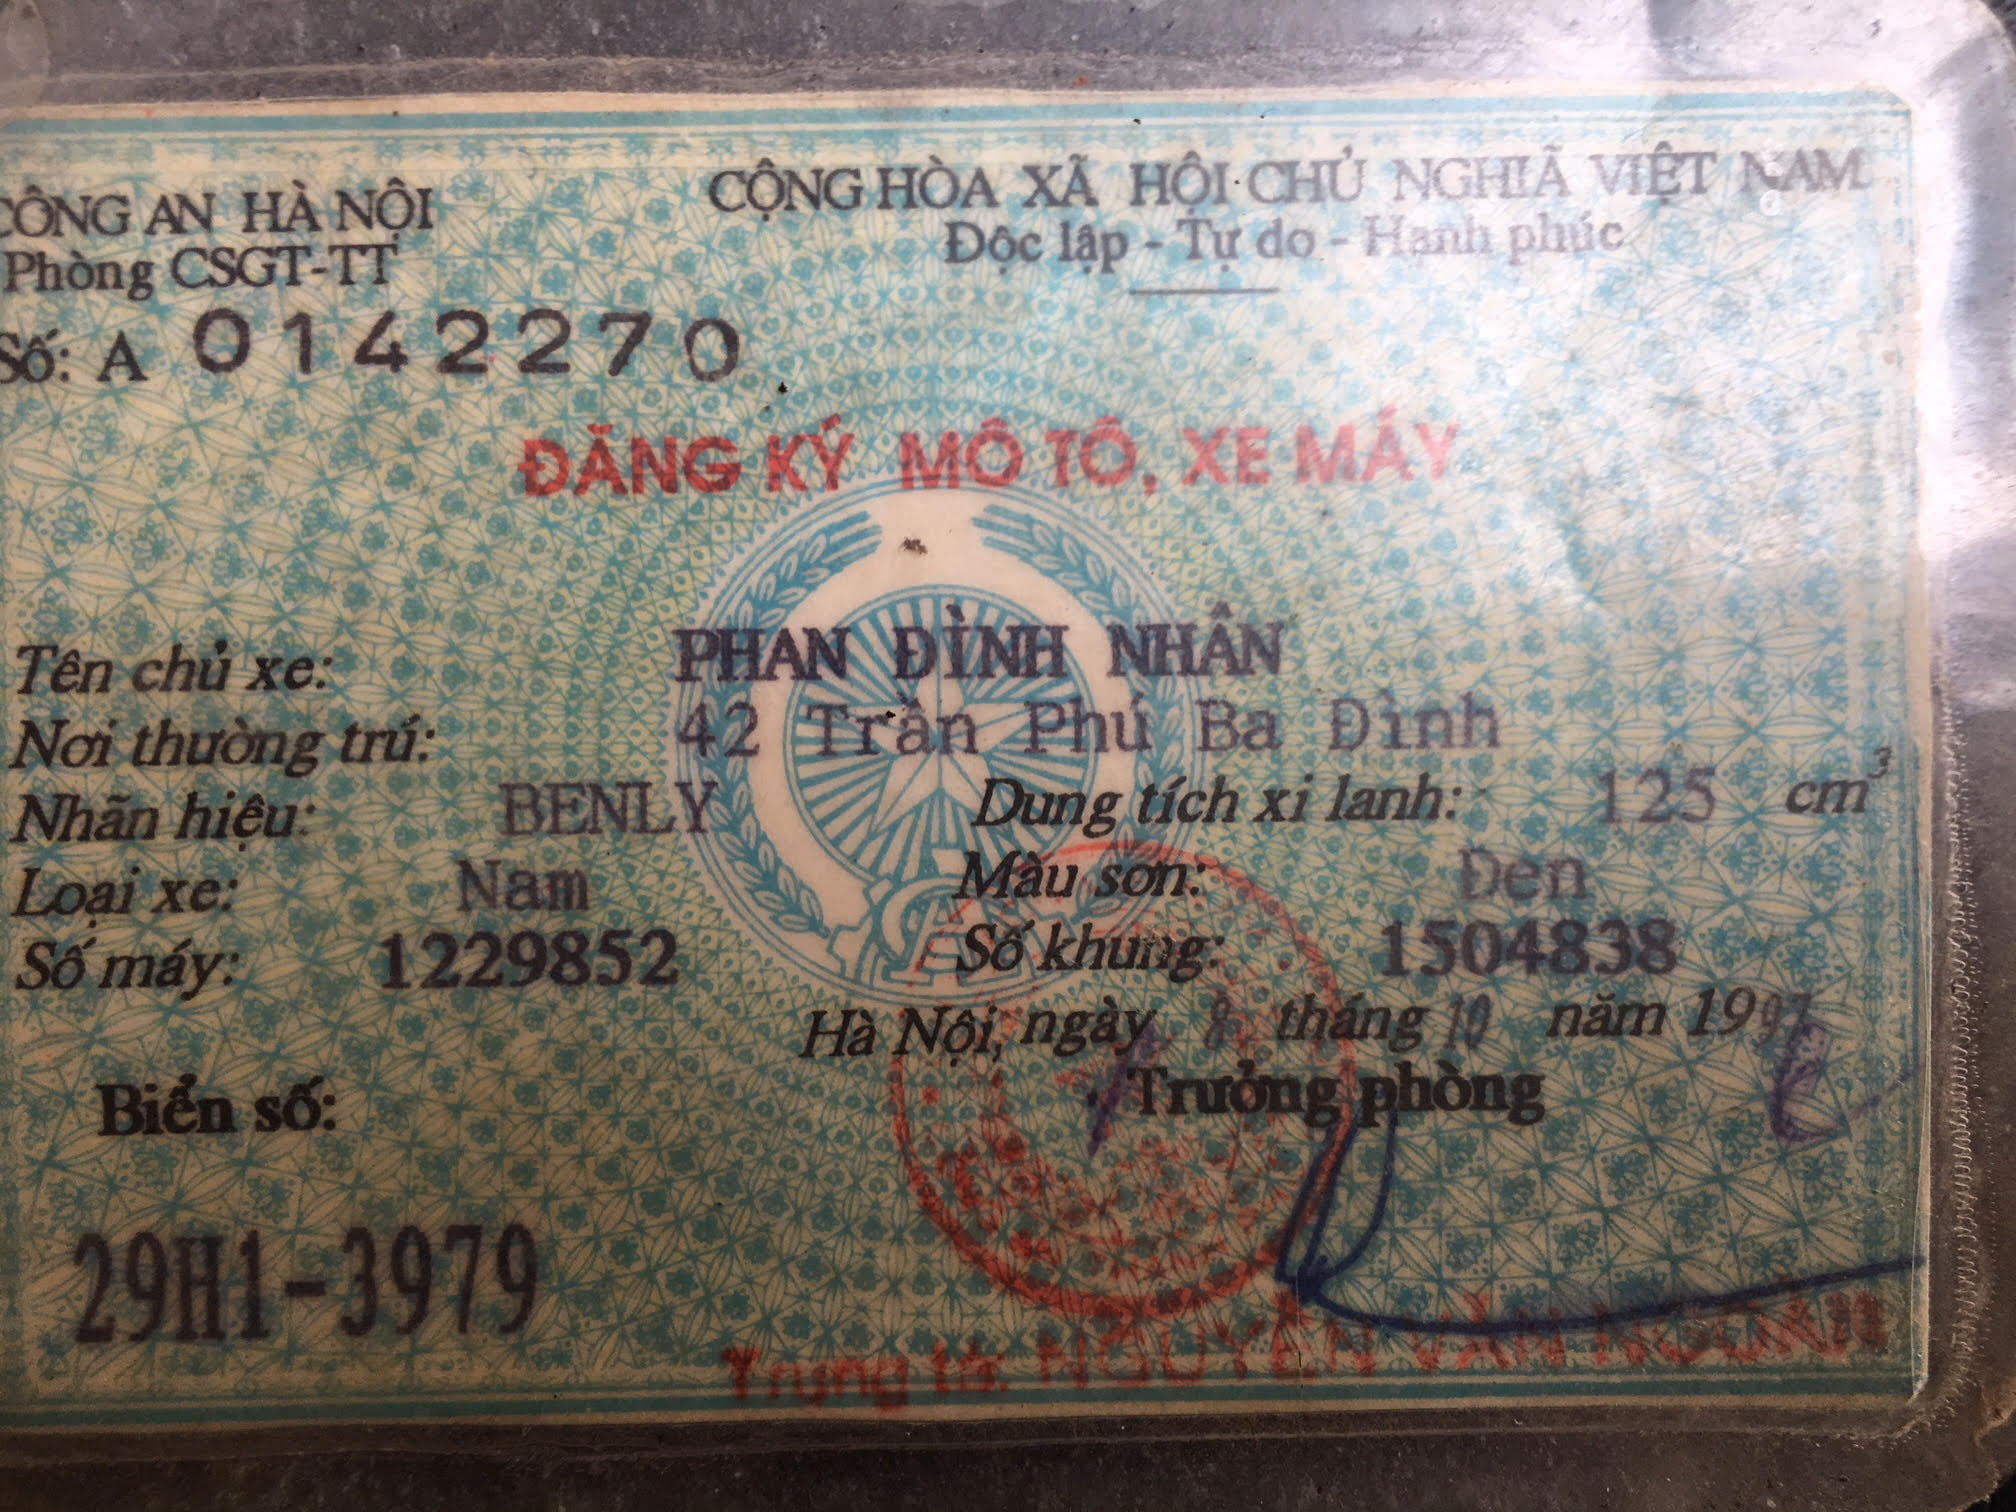 CÔNG AN HÀ NỘI
Phòng CSGT-TT
Số: A 0142270
CỘNG HÒA XÃ HỘI CHỦ NGHIÃ VIỆT NAM
Độc lập - Tự do - Hạnh phúc
ĐĂNG KÝ MÔ TÔ, XE MÁY
Tên chủ xe: PHAN ĐÌNH NHÂN
Nơi thường trú: 42 Trần Phú Ba Đình
Nhãn hiệu: BENLY Dung tích xi lanh: 125 cm³
Loại xe: Nam Màu sơn: Đen
Số máy: 1229852 Số khung: 1504838
Hà Nội, ngày 8 tháng 10 năm 1997
Trưởng phòng
Biển số:
29H1-3979
Trung tá: NGUYỄN VĂN